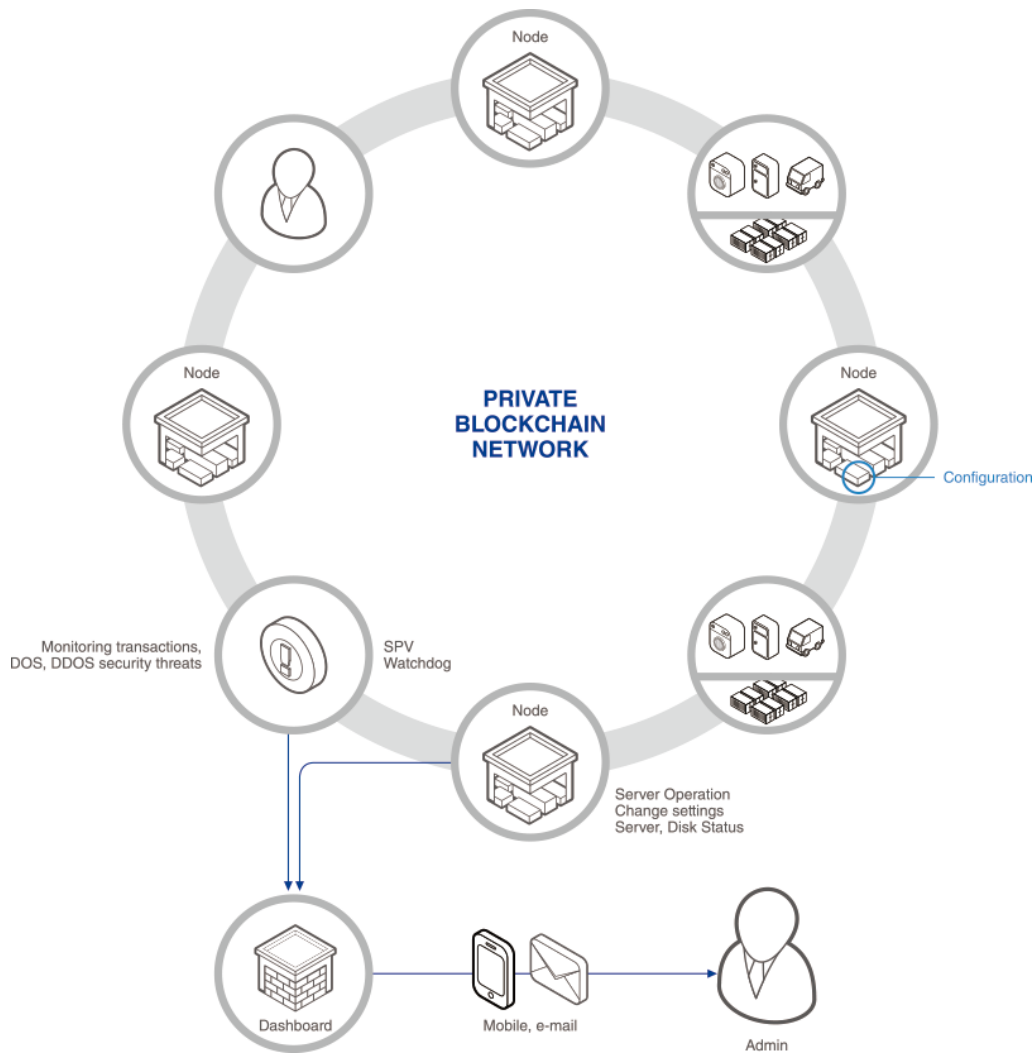 Node
Node
Node
PRIVATE
BLOCKCHAIN
NETWORK
Configuration
Monitoring transactions,
DOS, DDOS security threats
SPV
Watchdog
Node
Server Operation
Change settings
Server, Disk Status
Dashboard
Mobile, e-mail
Admin